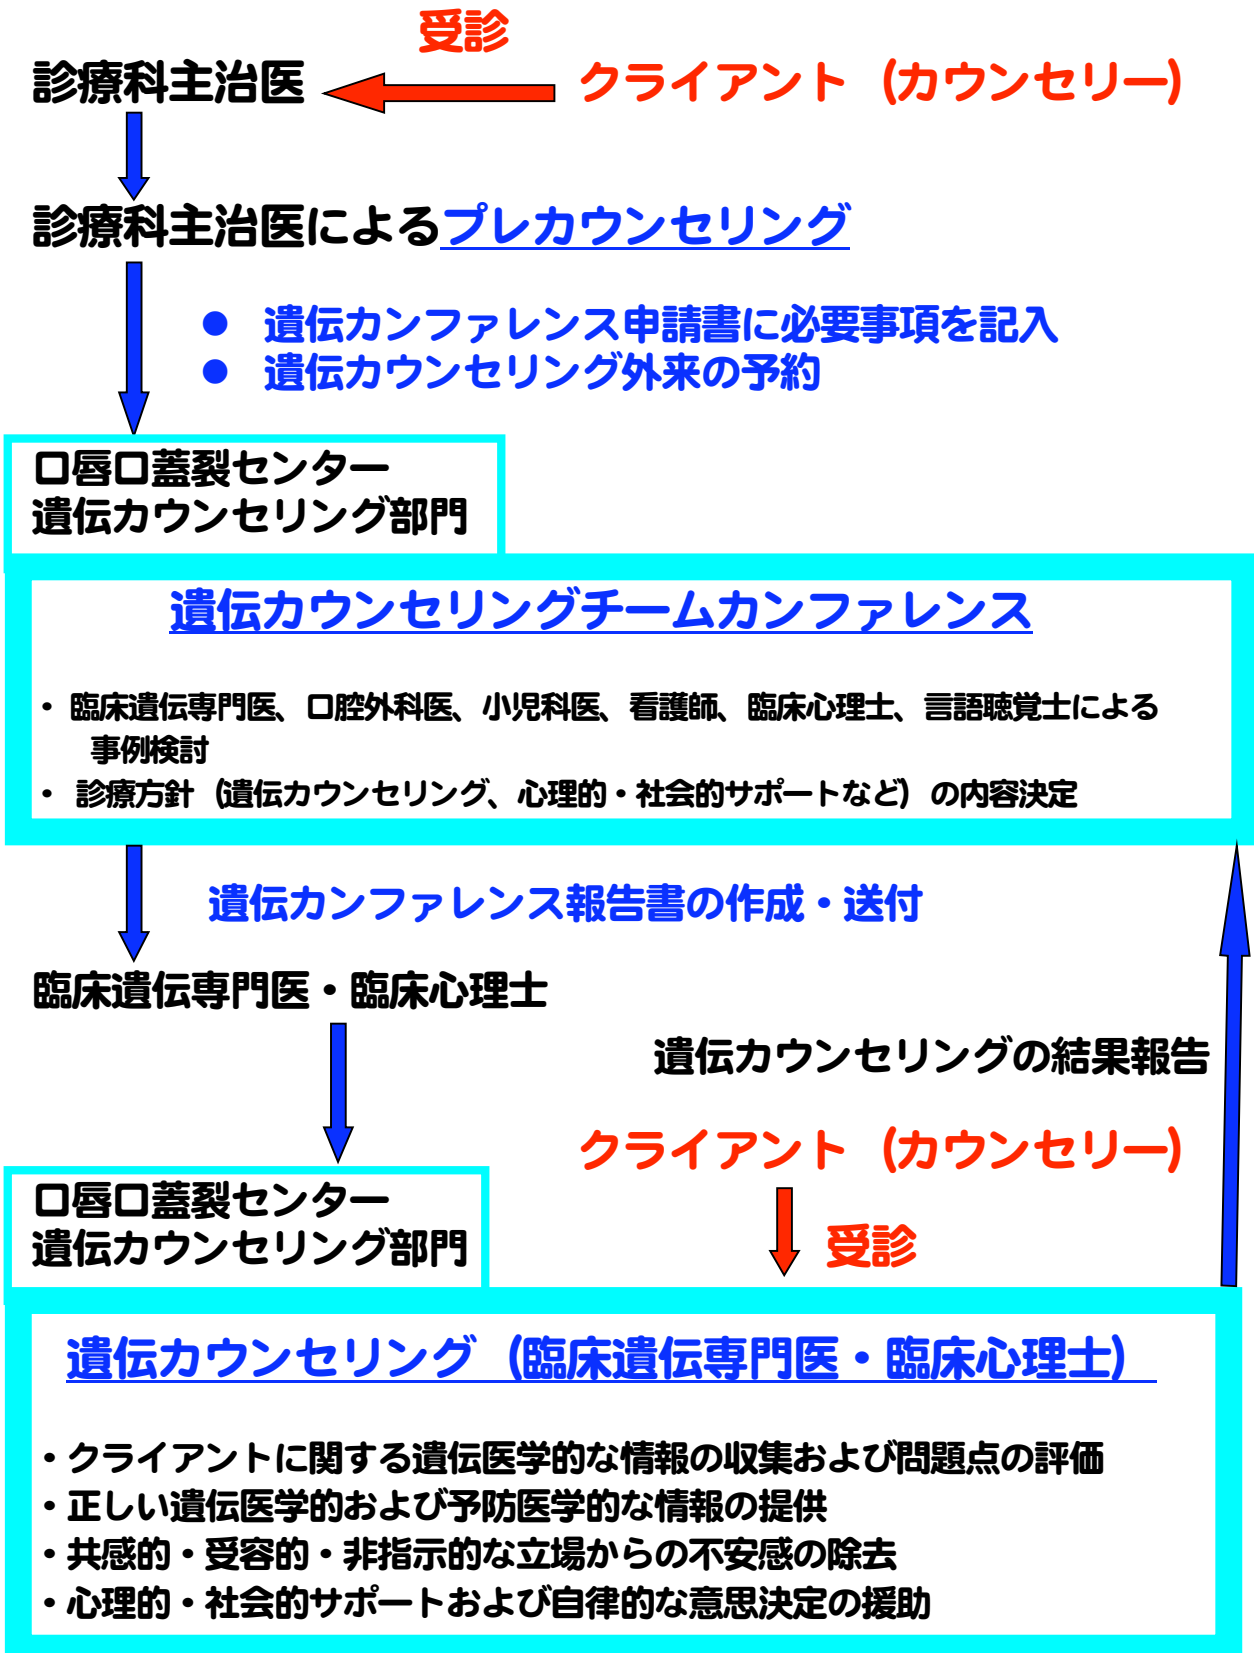 受診
診療科主治医
クライアント（カウンセリー）
診療科主治医によるプレカウンセリング
● 遺伝カンファレンス申請書に必要事項を記入
● 遺伝カウンセリング外来の予約
口唇口蓋裂センター
遺伝カウンセリング部門
遺伝カウンセリングチームカンファレンス
・ 臨床遺伝専門医、口腔外科医、小児科医、看護師、臨床心理士、言語聴覚士による
事例検討
・ 診療方針（遺伝カウンセリング、心理的・社会的サポートなど）の内容決定
遺伝カンファレンス報告書の作成・送付
臨床遺伝専門医・臨床心理士
遺伝カウンセリングの結果報告
クライアント（カウンセリー）
受診
口唇口蓋裂センター
遺伝カウンセリング部門
遺伝カウンセリング（臨床遺伝専門医・臨床心理士）
・クライアントに関する遺伝医学的な情報の収集および問題点の評価
・正しい遺伝医学的および予防医学的な情報の提供
・共感的・受容的・非指示的な立場からの不安感の除去
・心理的・社会的サポートおよび自律的な意思決定の援助